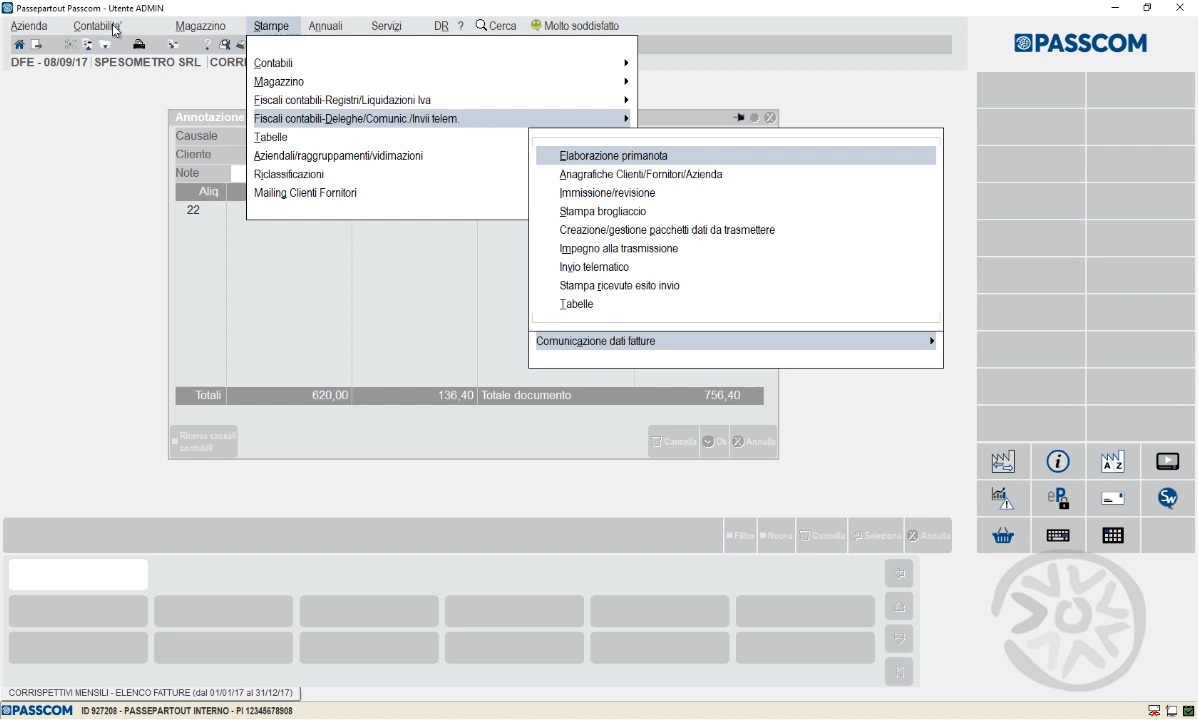 Passepartout Passcom - Utente ADMIN
Azienda Contabilita' Magazzino Stampe Annuali Servizi DR ? Cerca Molto soddisfatto
DFE - 08/09/17 SPESOMETRO SRL CORRI
PASSCOM
Contabili
Magazzino
Fiscali contabili-Registri/Liquidazioni Iva
Fiscali contabili-Deleghe/Comunic./Invii telem.
Tabelle
Aziendali/raggruppamenti/vidimazioni
Riclassificazioni
Mailing Clienti Fornitori
Elaborazione primanota
Anagrafiche Clienti/Fornitori/Azienda
Immissione/revisione
Stampa brogliaccio
Creazione/gestione pacchetti dati da trasmettere
Impegno alla trasmissione
Invio telematico
Stampa ricevute esito invio
Tabelle
Comunicazione dati fatture
Annotazione
Causale
Cliente
Note
Aliq.
22
Totali 620,00 136,40 Totale documento 756,40
Ricerca causali
contabili
Cancella Ok Annulla
Filtro Nuovo Cancella Seleziona Annulla
A Z
eP
Sw
CORRISPETTIVI MENSILI - ELENCO FATTURE (dal 01/01/17 al 31/12/17)
PASSCOM ID 927208 - PASSEPARTOUT INTERNO - PI 12345678908